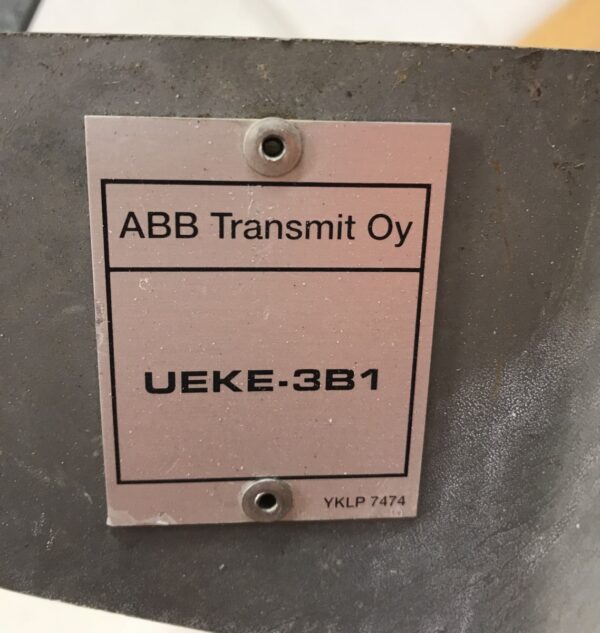 ABB Transmit Oy
UEKE-3B1
YKLP 7474